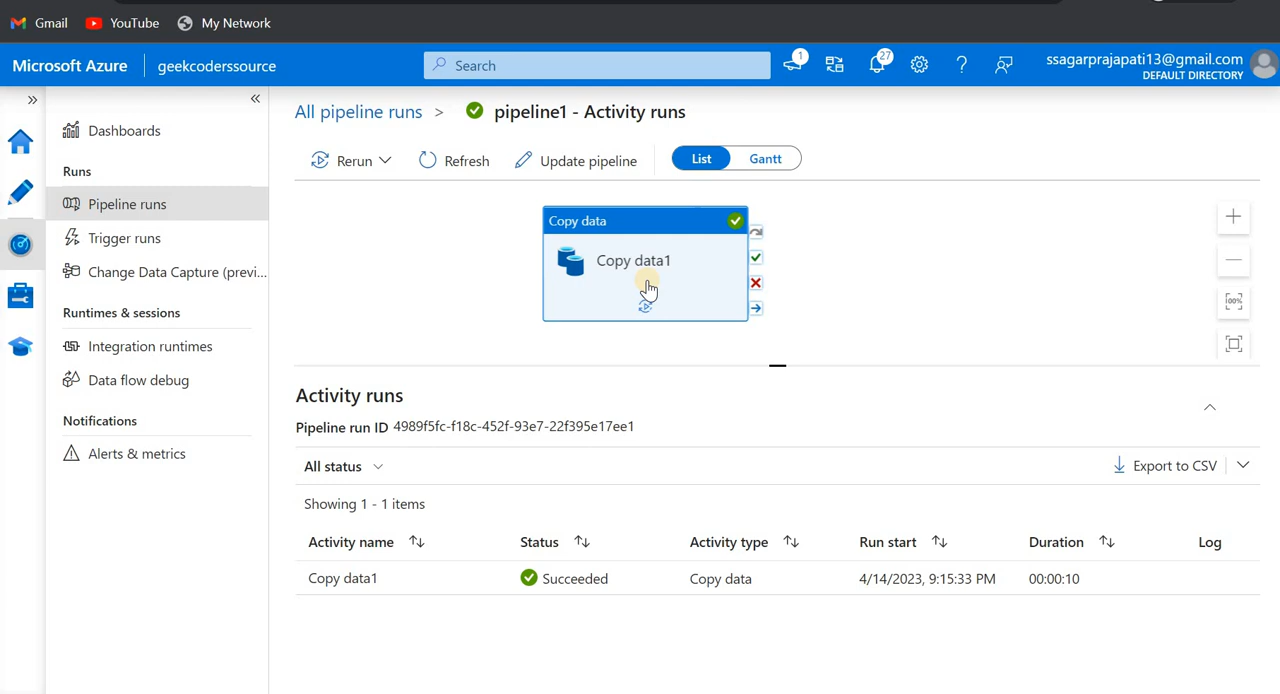 Gmail YouTube My Network
Microsoft Azure geekcoderssource Search 1 27 ssagarprajapati13@gmail.com
DEFAULT DIRECTORY
Dashboards
Runs
Pipeline runs
Trigger runs
Change Data Capture (previ...
Runtimes & sessions
Integration runtimes
Data flow debug
Notifications
Alerts & metrics
All pipeline runs > pipeline1 - Activity runs
Rerun Refresh Update pipeline List Gantt
Copy data
Copy data1
100%
Activity runs
Pipeline run ID 4989f5fc-f18c-452f-93e7-22f395e17ee1
All status Export to CSV
Showing 1 - 1 items
Activity name Status Activity type Run start Duration Log
Copy data1 Succeeded Copy data 4/14/2023, 9:15:33 PM 00:00:10